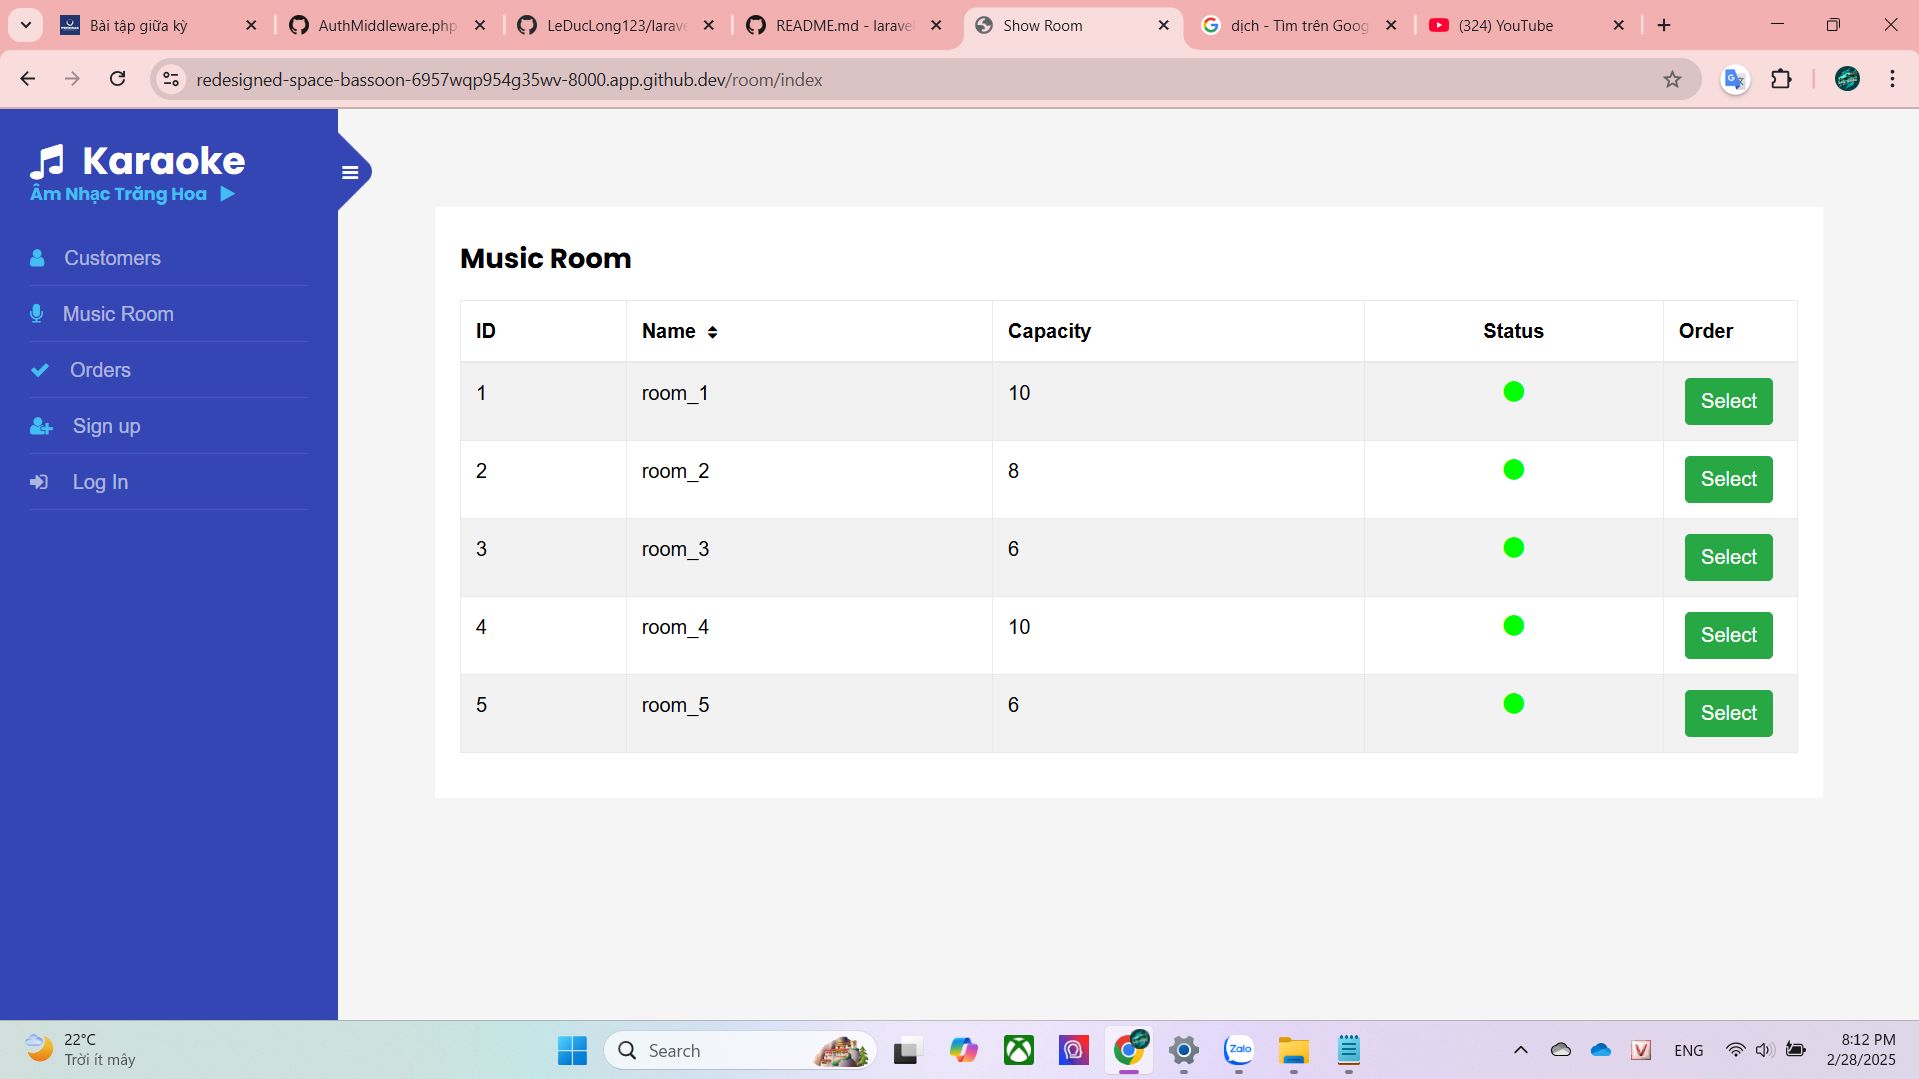 Bài tập giữa kỳ
AuthMiddleware.php
LeDucLong123/larave
README.md - larave
Show Room
dịch - Tìm trên Goog
(324) YouTube
redesigned-space-bassoon-6957wqp954g35wv-8000.app.github.dev/room/index
Karaoke
Âm Nhạc Trăng Hoa
Customers
Music Room
Orders
Sign up
Log In
Music Room
ID Name Capacity Status Order
1 room_1 10 Select
2 room_2 8 Select
3 room_3 6 Select
4 room_4 10 Select
5 room_5 6 Select
22°C
Trời ít mây
Search
Zalo
ENG
8:12 PM
2/28/2025